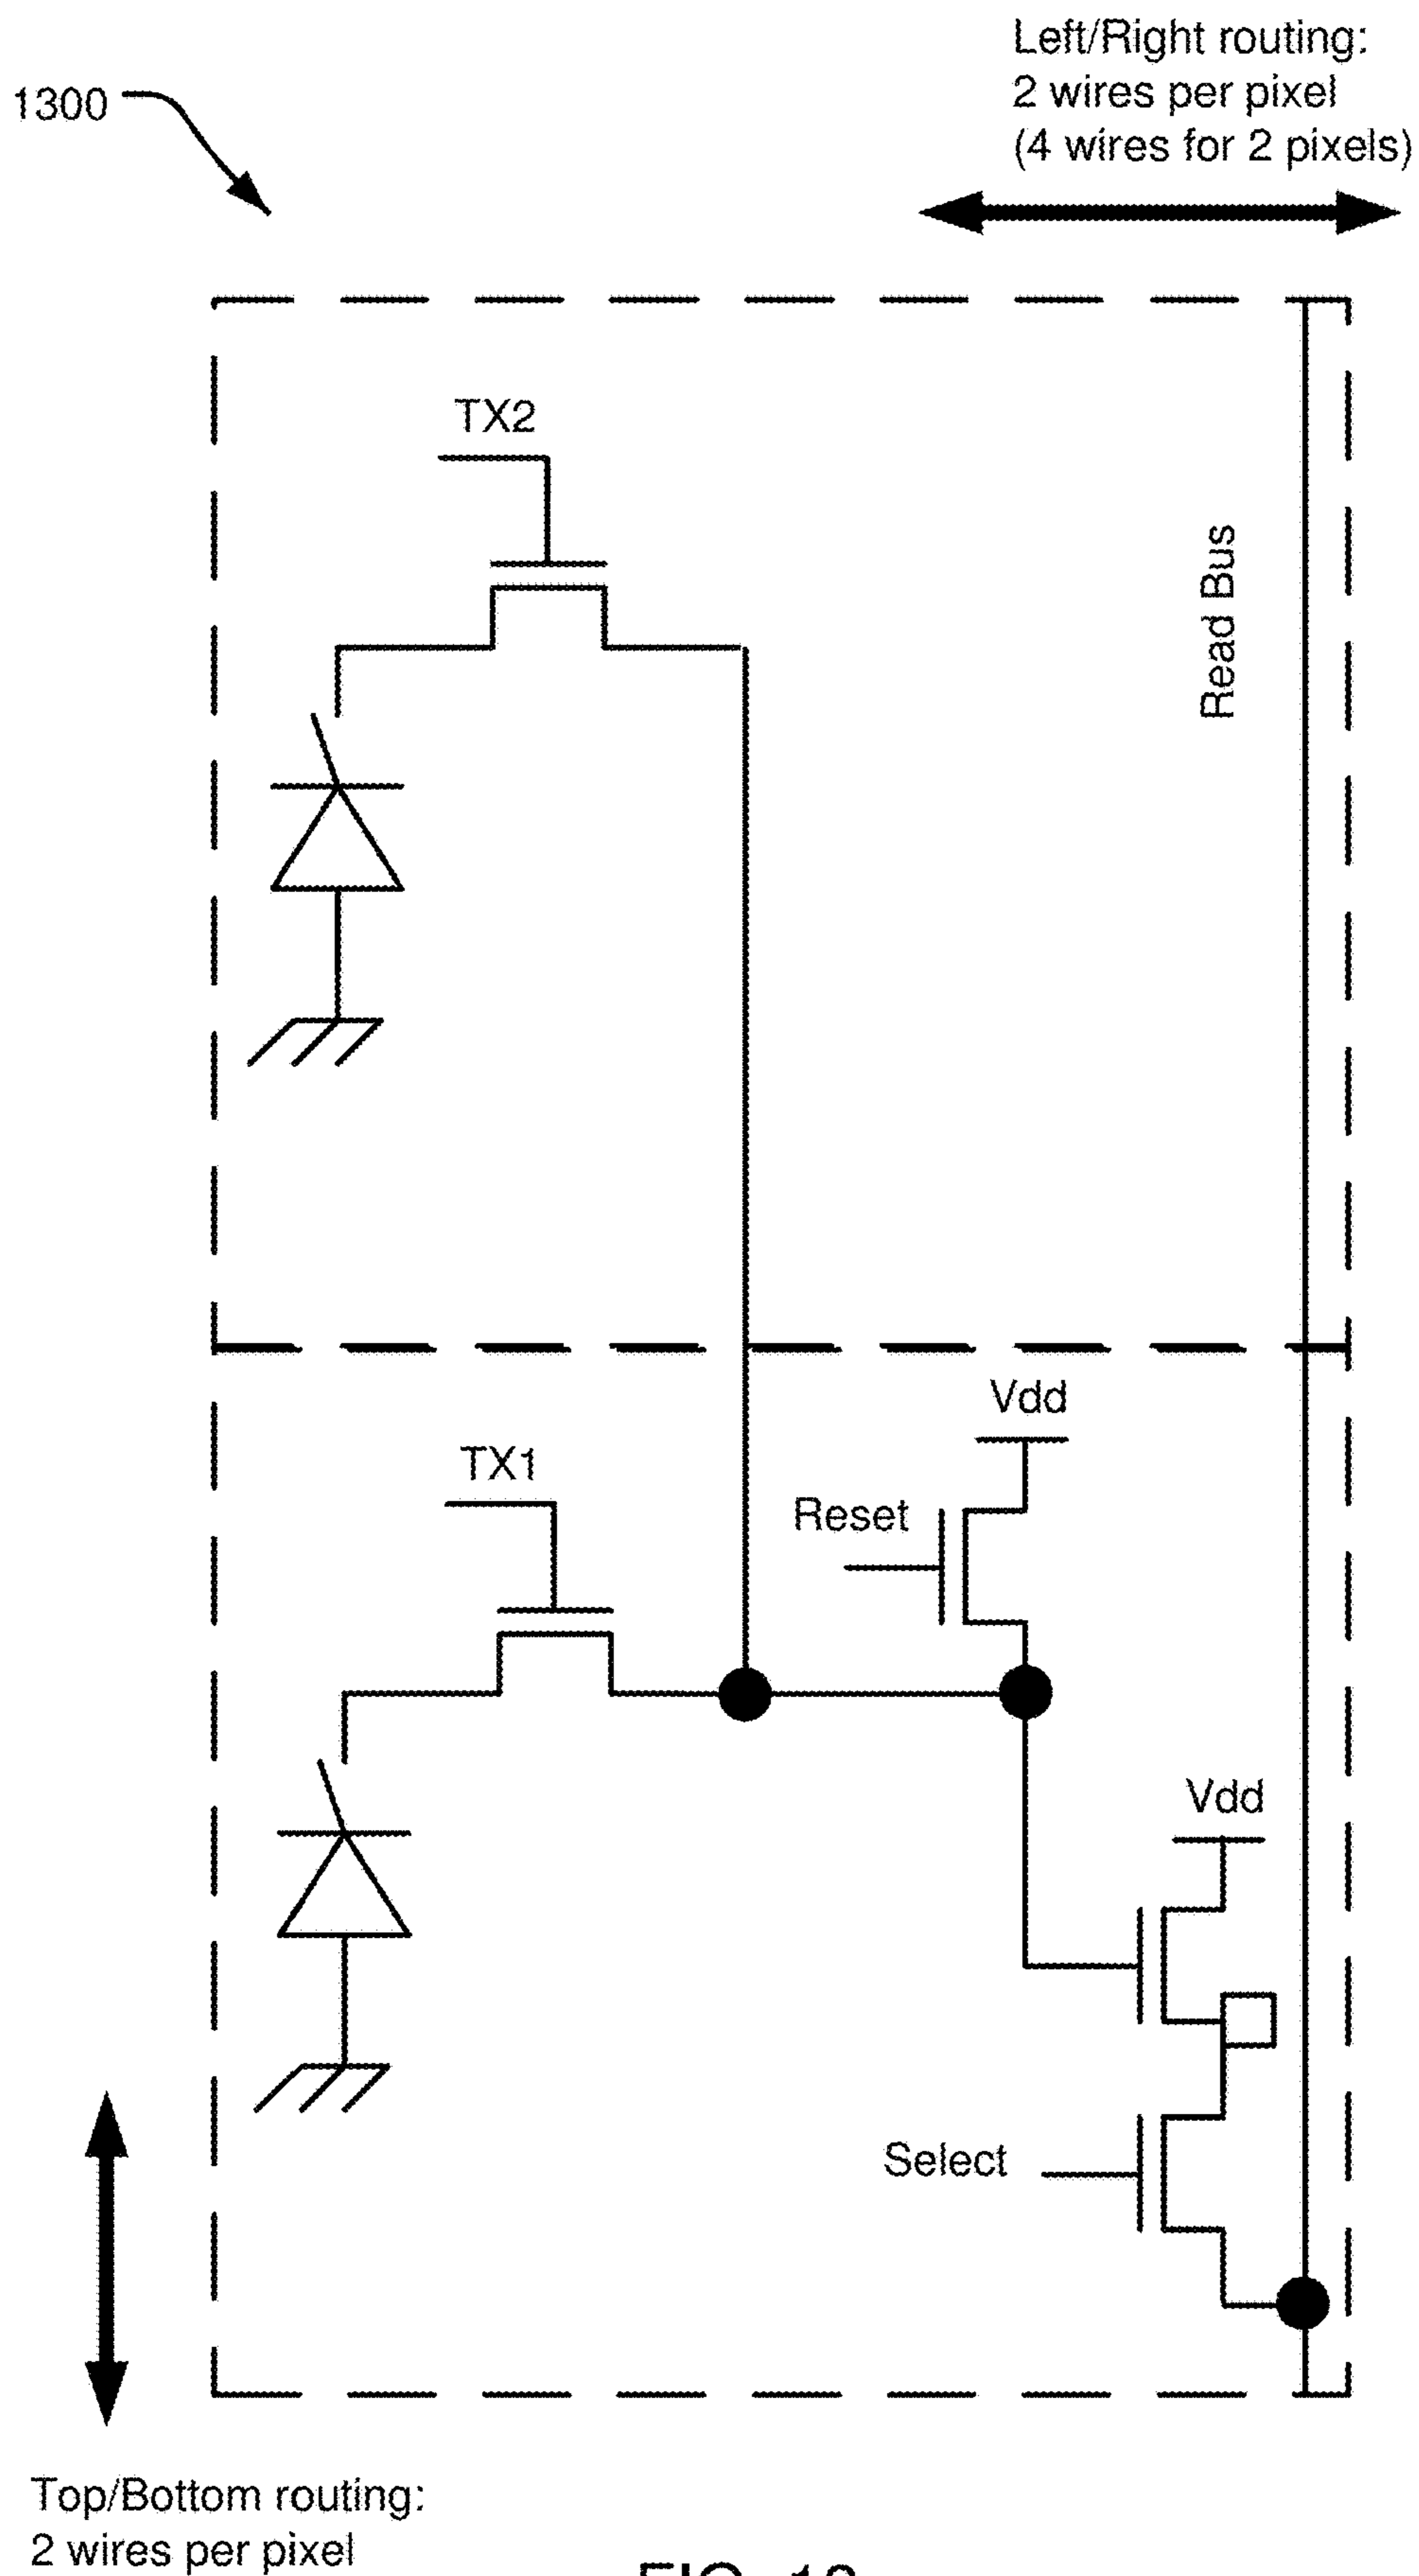 1300
Left/Right routing:
2 wires per pixel
(4 wires for 2 pixels)
TX2
Read Bus
Vdd
TX1
Reset
Vdd
Select
Top/Bottom routing:
2 wires per pixel